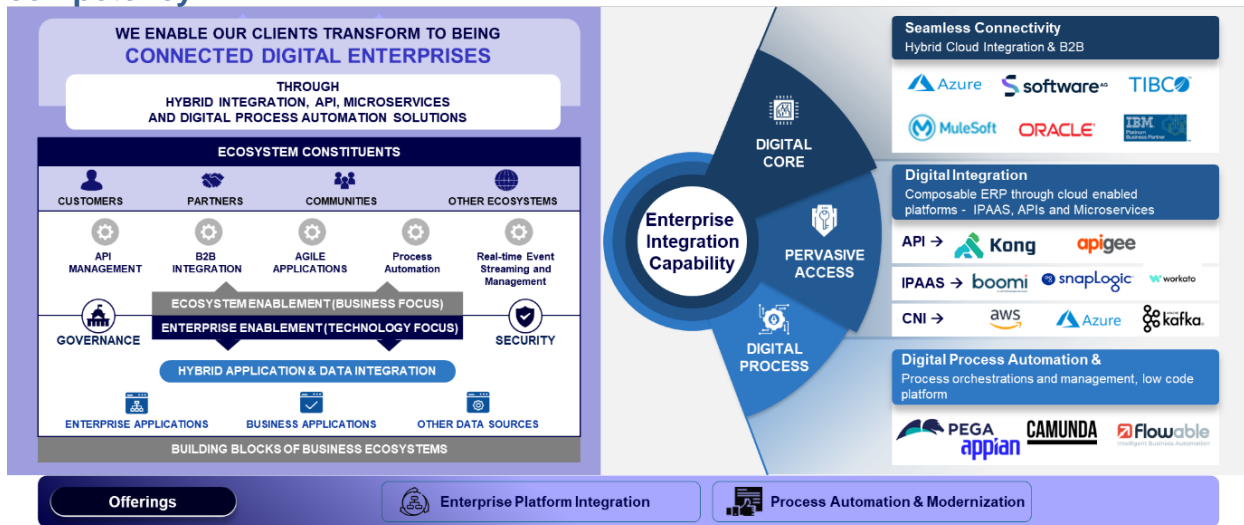 competency
WE ENABLE OUR CLIENTS TRANSFORM TO BEING
CONNECTED DIGITAL ENTERPRISES
THROUGH
HYBRID INTEGRATION, API, MICROSERVICES
AND DIGITAL PROCESS AUTOMATION SOLUTIONS
ECOSYSTEM CONSTITUENTS
CUSTOMERS
PARTNERS
COMMUNITIES
OTHER ECOSYSTEMS
API
MANAGEMENT
B2B
INTEGRATION
AGILE
APPLICATIONS
Process
Automation
Real-time Event
Streaming and
Management
ECOSYSTEM ENABLEMENT (BUSINESS FOCUS)
ENTERPRISE ENABLEMENT (TECHNOLOGY FOCUS)
GOVERNANCE
SECURITY
HYBRID APPLICATION & DATA INTEGRATION
ENTERPRISE APPLICATIONS
BUSINESS APPLICATIONS
OTHER DATA SOURCES
BUILDING BLOCKS OF BUSINESS ECOSYSTEMS
Enterprise
Integration
Capability
DIGITAL
CORE
PERVASIVE
ACCESS
DIGITAL
PROCESS
Seamless Connectivity
Hybrid Cloud Integration & B2B
Azure
software AG
TIBCO
MuleSoft
ORACLE
IBM
Platinum
Business Partner
Digital Integration
Composable ERP through cloud enabled
platforms - IPAAS, APIs and Microservices
API → Kong apigee
IPAAS → boomi snapLogic workato
CNI → aws Azure kafka
Digital Process Automation &
Process orchestrations and management, low code
platform
PEGA
appian
CAMUNDA
Flowable
Intelligent Business Automation
Offerings
Enterprise Platform Integration
Process Automation & Modernization